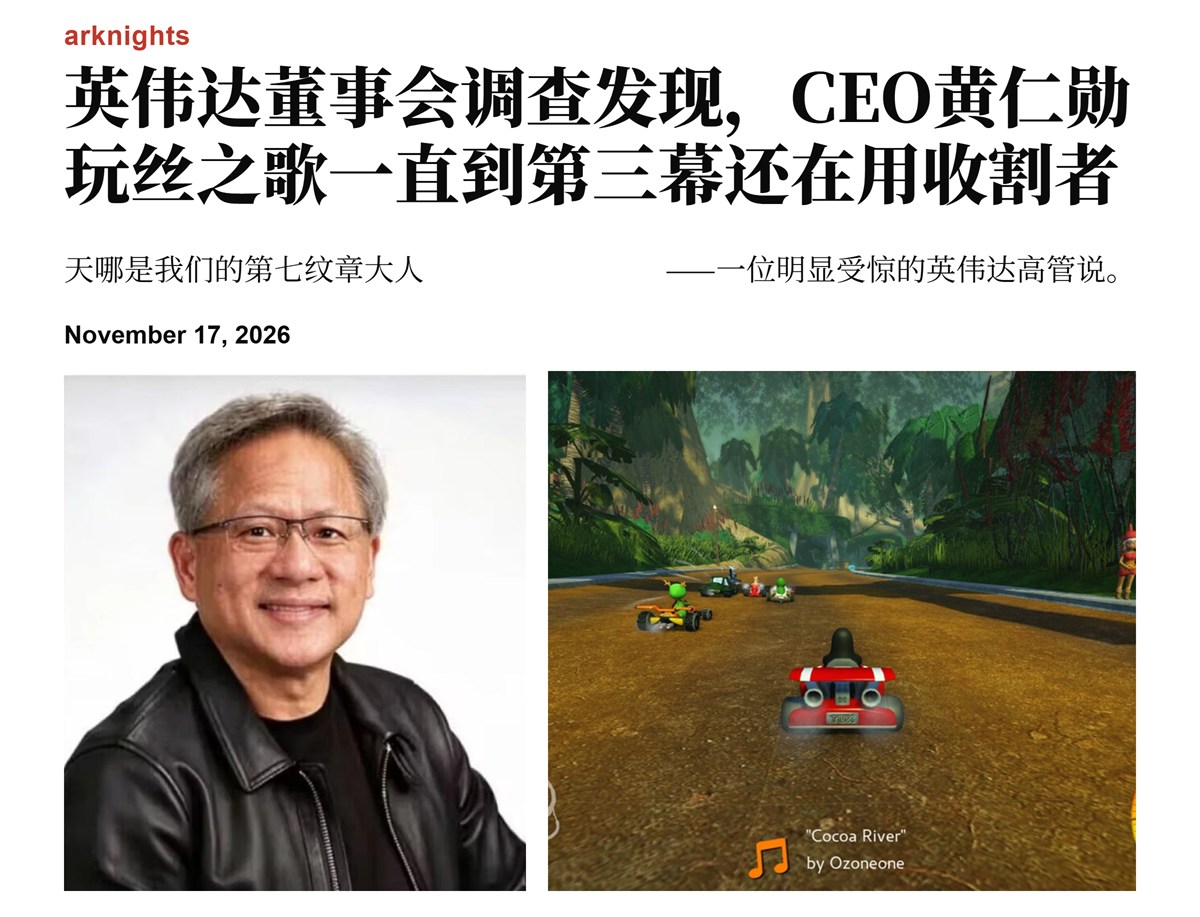 arknights
英伟达董事会调查发现，CEO黄仁勋
玩丝之歌一直到第三幕还在用收割者
天哪是我们的第七纹章大人
——一位明显受惊的英伟达高管说。
November 17, 2026
"Cocoa River"
by Ozoneone